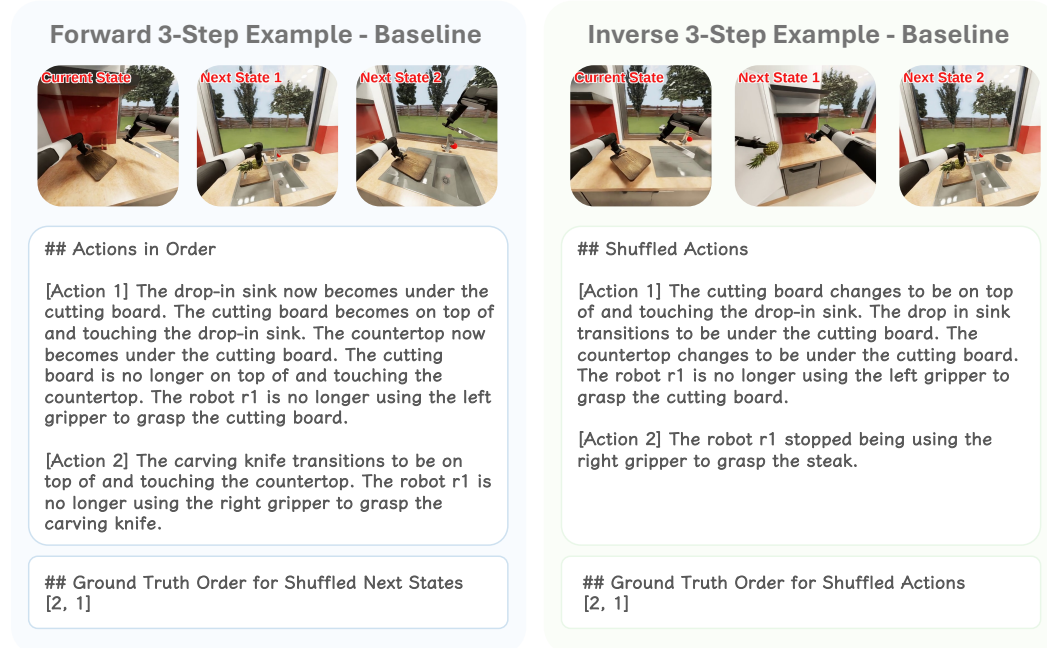 Forward 3-Step Example - Baseline
Current State
Next State 1
Next State 2
## Actions in Order
[Action 1] The drop-in sink now becomes under the
cutting board. The cutting board becomes on top of
and touching the drop-in sink. The countertop now
becomes under the cutting board. The cutting
board is no longer on top of and touching the
countertop. The robot r1 is no longer using the left
gripper to grasp the cutting board.
[Action 2] The carving knife transitions to be on
top of and touching the countertop. The robot r1 is
no longer using the right gripper to grasp the
carving knife.
## Ground Truth Order for Shuffled Next States
[2, 1]
Inverse 3-Step Example - Baseline
Current State
Next State 1
Next State 2
## Shuffled Actions
[Action 1] The cutting board changes to be on top
of and touching the drop-in sink. The drop in sink
transitions to be under the cutting board. The
countertop changes to be under the cutting board.
The robot r1 is no longer using the left gripper to
grasp the cutting board.
[Action 2] The robot r1 stopped being using the
right gripper to grasp the steak.
## Ground Truth Order for Shuffled Actions
[2, 1]